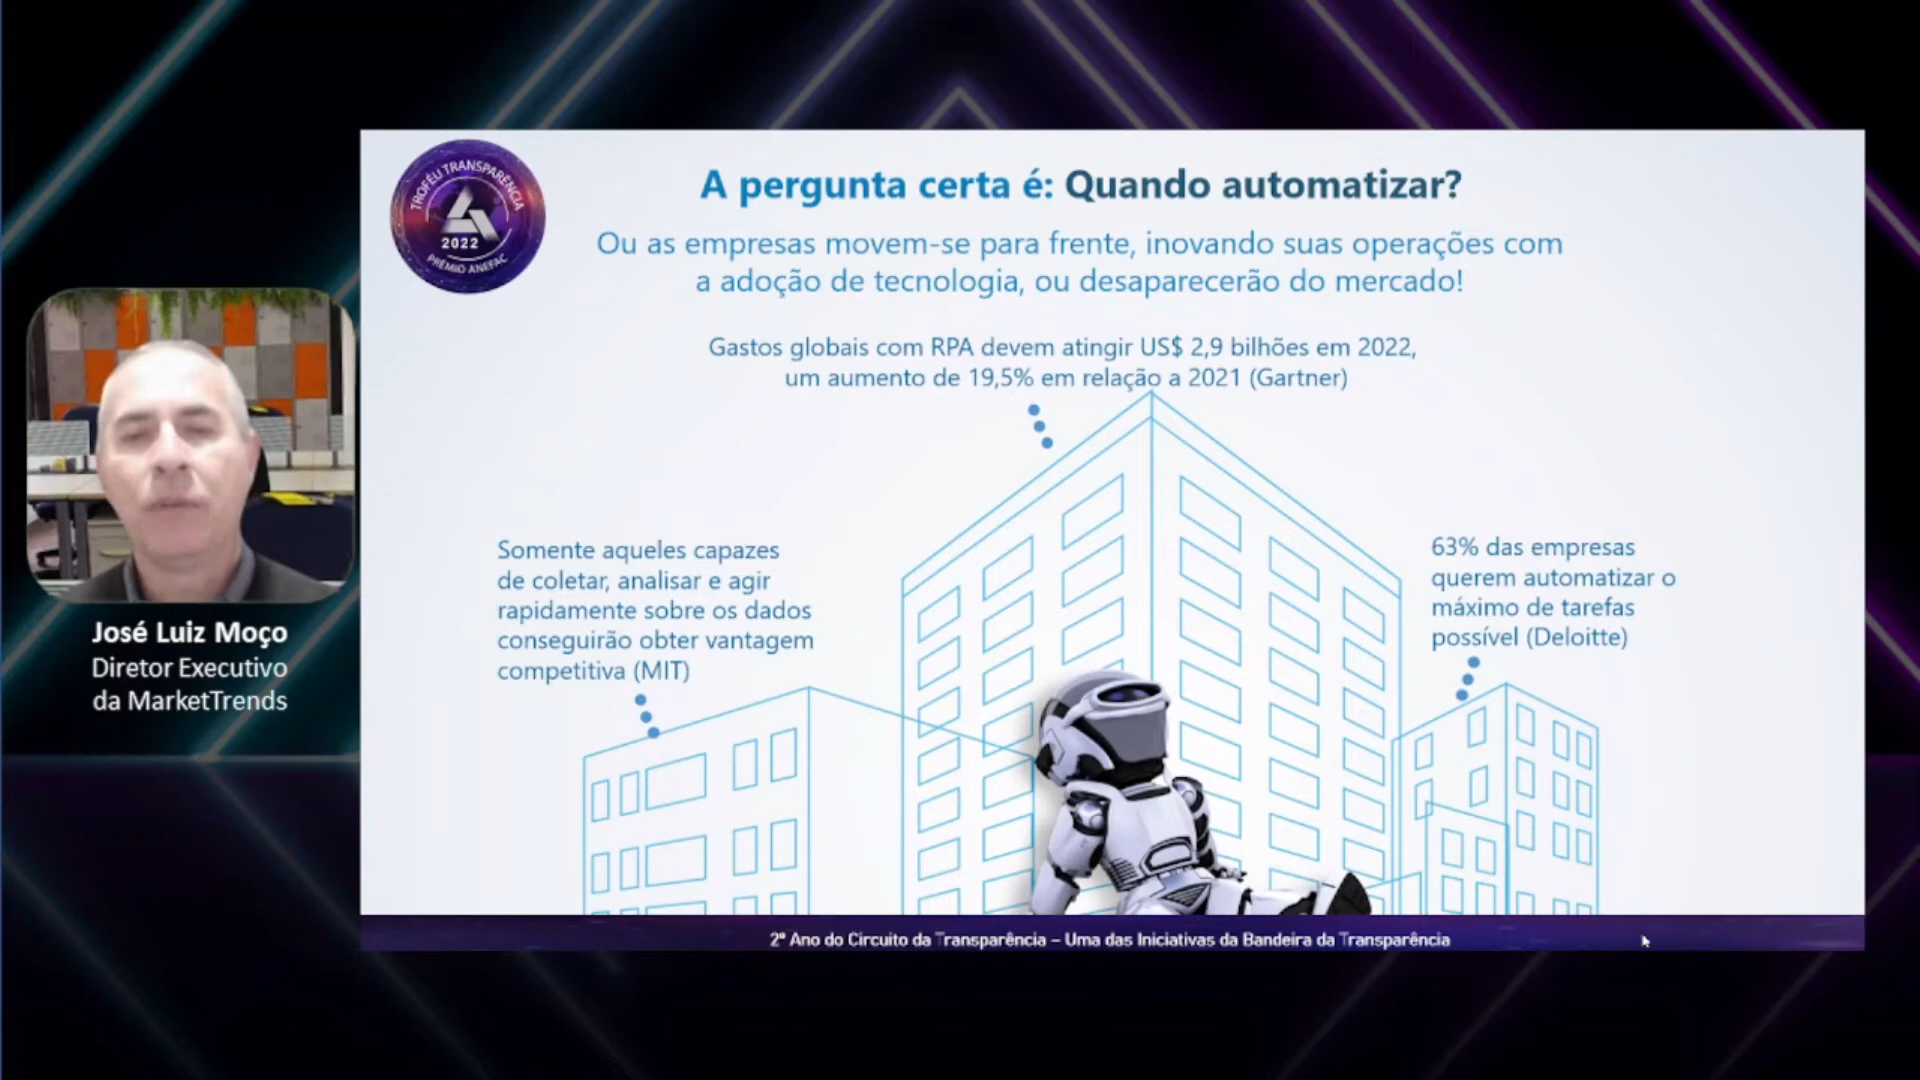 TROFÉU TRANSPARÊNCIA
2022
PRÊMIO ANEFAC
A pergunta certa é: Quando automatizar?
Ou as empresas movem-se para frente, inovando suas operações com
a adoção de tecnologia, ou desaparecerão do mercado!
Gastos globais com RPA devem atingir US$ 2,9 bilhões em 2022,
um aumento de 19,5% em relação a 2021 (Gartner)
Somente aqueles capazes
de coletar, analisar e agir
rapidamente sobre os dados
conseguirão obter vantagem
competitiva (MIT)
63% das empresas
querem automatizar o
máximo de tarefas
possível (Deloitte)
José Luiz Moço
Diretor Executivo
da MarketTrends
2º Ano do Circuito da Transparência – Uma das Iniciativas da Bandeira da Transparência